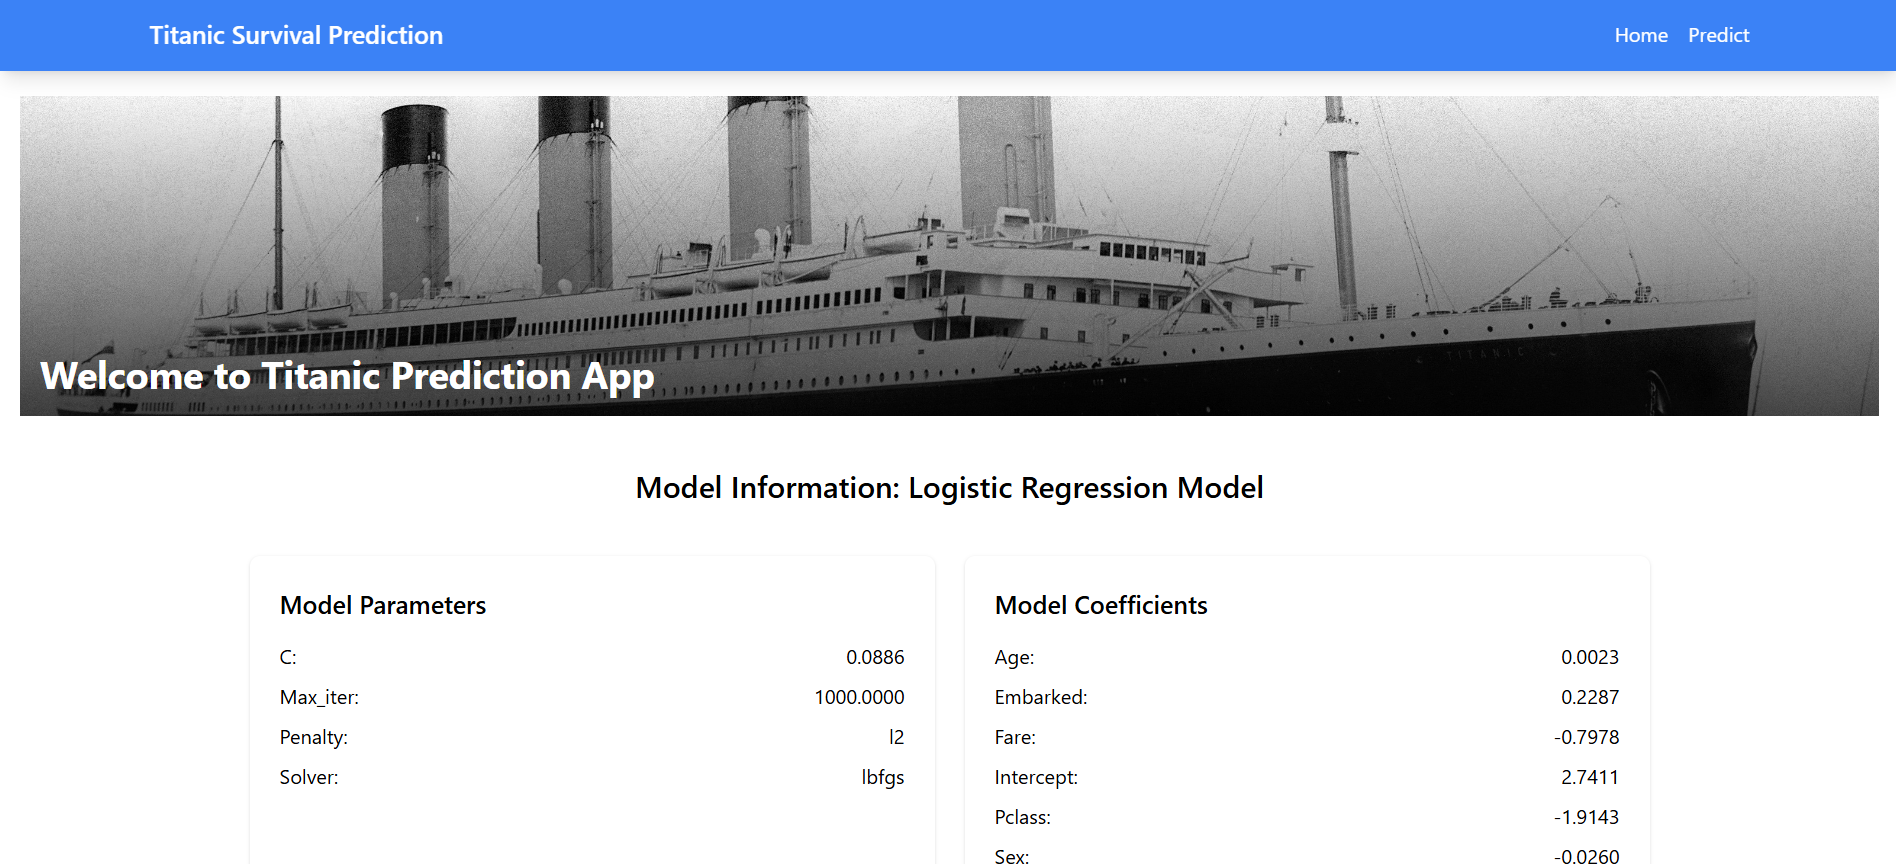 Titanic Survival Prediction
Home Predict
TITANIC
Welcome to Titanic Prediction App
Model Information: Logistic Regression Model
Model Parameters
C: 0.0886
Max_iter: 1000.0000
Penalty: l2
Solver: lbfgs
Model Coefficients
Age: 0.0023
Embarked: 0.2287
Fare: -0.7978
Intercept: 2.7411
Pclass: -1.9143
Sex: -0.0260